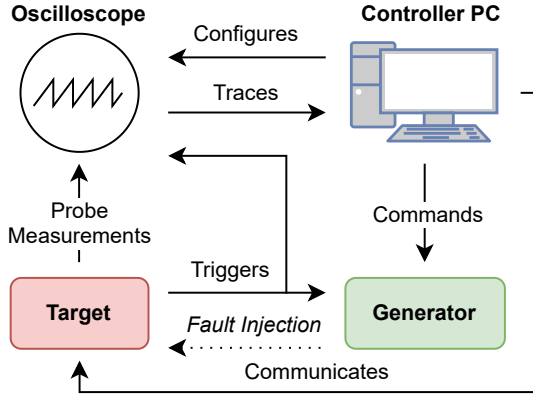 Oscilloscope
Controller PC
Configures
Traces
Probe
Measurements
Commands
Triggers
Target
Generator
Fault Injection
Communicates